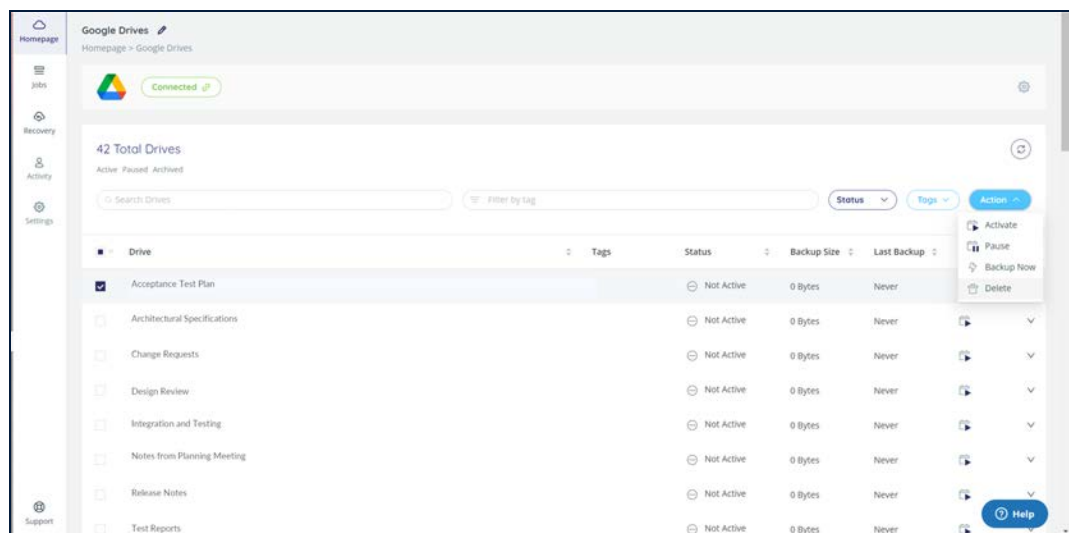 Homepage
Jobs
Recovery
Activity
Settings
Support
Google Drives
Homepage > Google Drives
Connected
42 Total Drives
Active Paused Archived
Search Drives
Filter by tag
Status
Tags
Action
Activate
Pause
Backup Now
Delete
Drive Tags Status Backup Size Last Backup
Acceptance Test Plan Not Active 0 Bytes Never
Architectural Specifications Not Active 0 Bytes Never
Change Requests Not Active 0 Bytes Never
Design Review Not Active 0 Bytes Never
Integration and Testing Not Active 0 Bytes Never
Notes from Planning Meeting Not Active 0 Bytes Never
Release Notes Not Active 0 Bytes Never
Test Reports Not Active 0 Bytes Never
Help